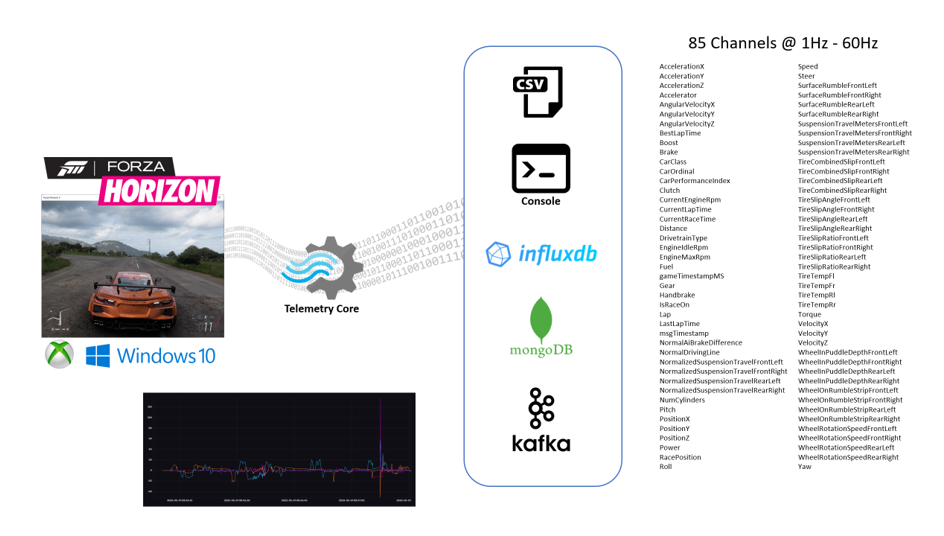 85 Channels @ 1Hz - 60Hz
AccelerationX
AccelerationY
AccelerationZ
Accelerator
AngularVelocityX
AngularVelocityY
AngularVelocityZ
BestLapTime
Boost
Brake
CarClass
CarOrdinal
CarPerformanceIndex
Clutch
CurrentEngineRpm
CurrentLapTime
CurrentRaceTime
Distance
DrivetrainType
EngineIdleRpm
EngineMaxRpm
Fuel
gameTimestampMS
Gear
Handbrake
IsRaceOn
Lap
LastLapTime
msgTimestamp
NormalAiBrakeDifference
NormalDrivingLine
NormalizedSuspensionTravelFrontLeft
NormalizedSuspensionTravelFrontRight
NormalizedSuspensionTravelRearLeft
NormalizedSuspensionTravelRearRight
NumCylinders
Pitch
PositionX
PositionY
PositionZ
Power
RacePosition
Roll
Speed
Steer
SurfaceRumbleFrontLeft
SurfaceRumbleFrontRight
SurfaceRumbleRearLeft
SurfaceRumbleRearRight
SuspensionTravelMetersFrontLeft
SuspensionTravelMetersFrontRight
SuspensionTravelMetersRearLeft
SuspensionTravelMetersRearRight
TireCombinedSlipFrontLeft
TireCombinedSlipFrontRight
TireCombinedSlipRearLeft
TireCombinedSlipRearRight
TireSlipAngleFrontLeft
TireSlipAngleFrontRight
TireSlipAngleRearLeft
TireSlipAngleRearRight
TireSlipRatioFrontLeft
TireSlipRatioFrontRight
TireSlipRatioRearLeft
TireSlipRatioRearRight
TireTempFl
TireTempFr
TireTempRl
TireTempRr
Torque
VelocityX
VelocityY
VelocityZ
WheelInPuddleDepthFrontLeft
WheelInPuddleDepthFrontRight
WheelInPuddleDepthRearLeft
WheelInPuddleDepthRearRight
WheelOnRumbleStripFrontLeft
WheelOnRumbleStripFrontRight
WheelOnRumbleStripRearLeft
WheelOnRumbleStripRearRight
WheelRotationSpeedFrontLeft
WheelRotationSpeedFrontRight
WheelRotationSpeedRearLeft
WheelRotationSpeedRearRight
Yaw
CSV
Console
influxdb
mongoDB
kafka
FORZA
HORIZON
Telemetry Core
Windows 10